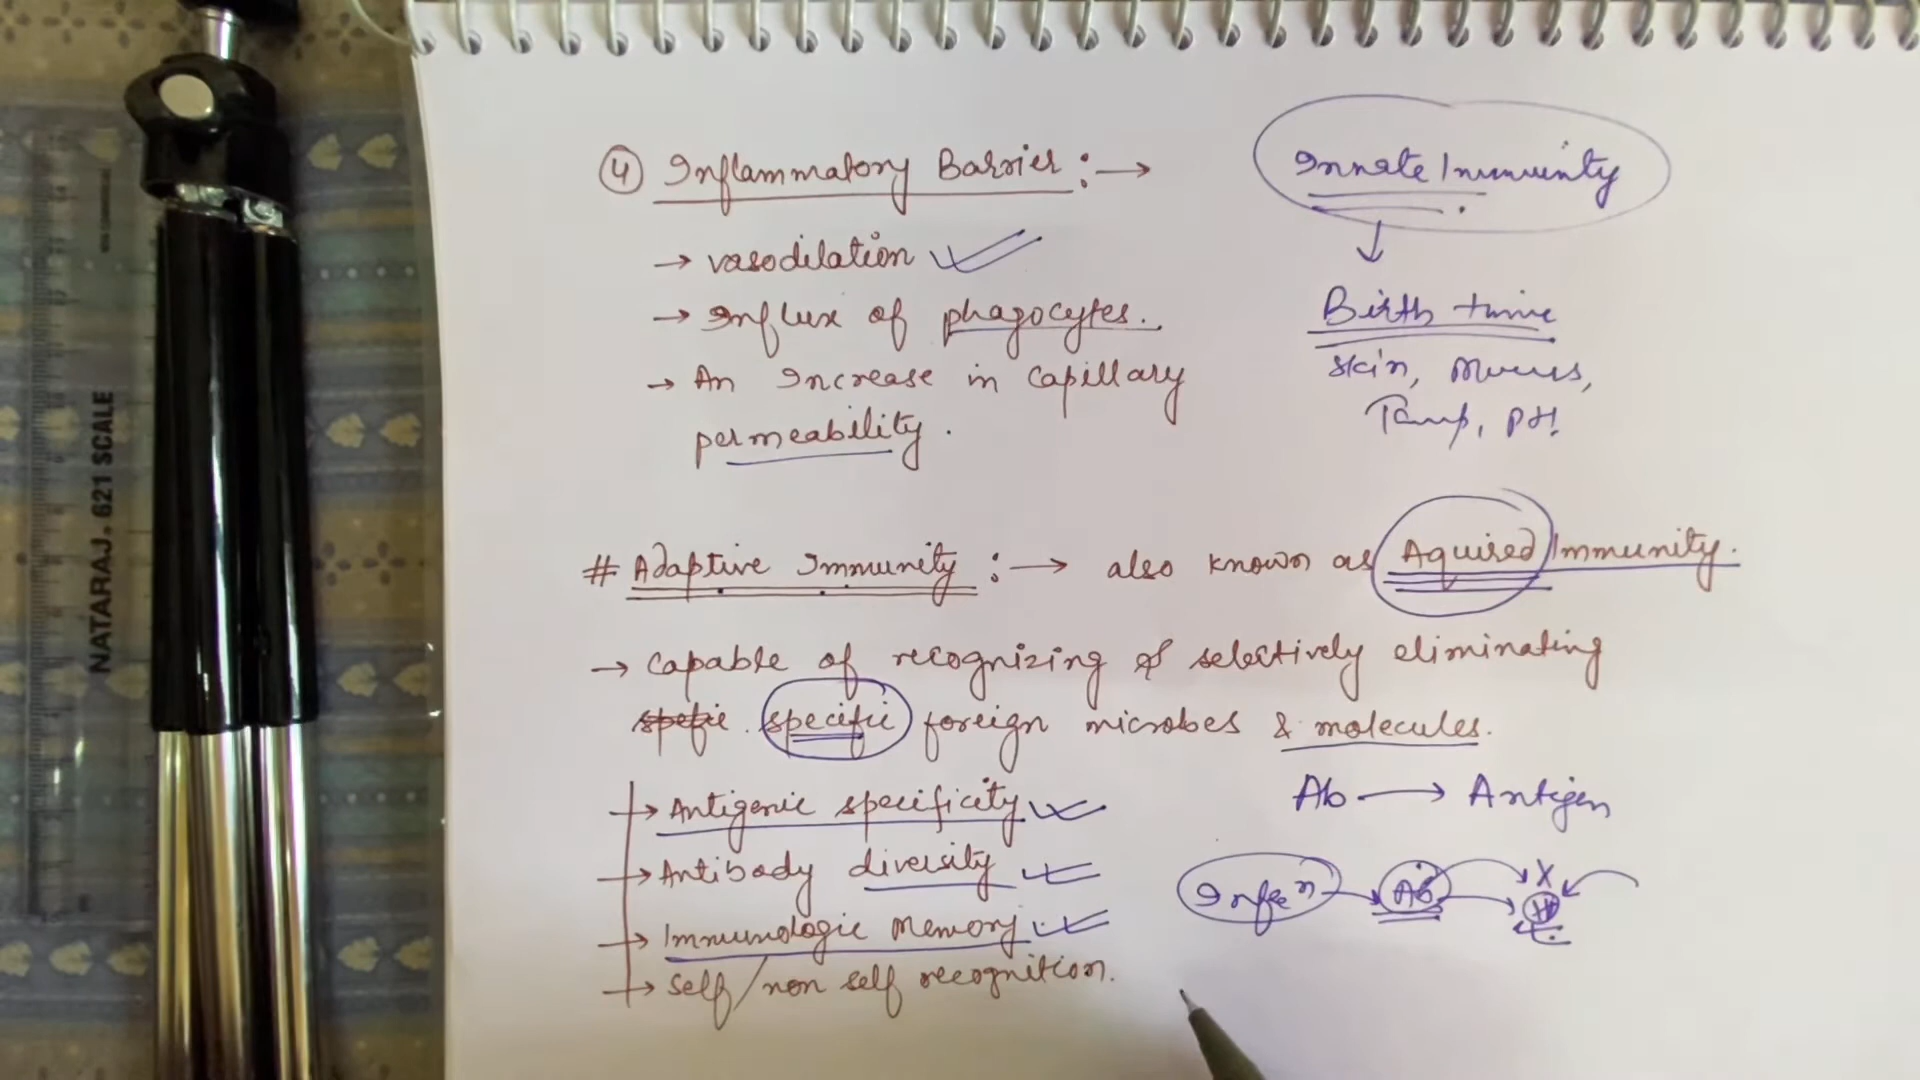 ④ Inflammatory Barrier :→
→ vasodilation
→ Influx of phagocytes.
→ An Increase in capillary
permeability.
Innate Immunity
↓
Birth time
Skin, Mucus,
Temp, PH.
# Adaptive Immunity :→ also known as Aquired Immunity.
→ capable of recognizing & selectively eliminating
specific foreign microbes & molecules.
→ Antigenic specificity
→ Antibody diversity
→ Immunologic Memory
→ self/non self recognition.
Ab → Antigen
Infecⁿ → Ab → X
NATARAJ. 621 SCALE